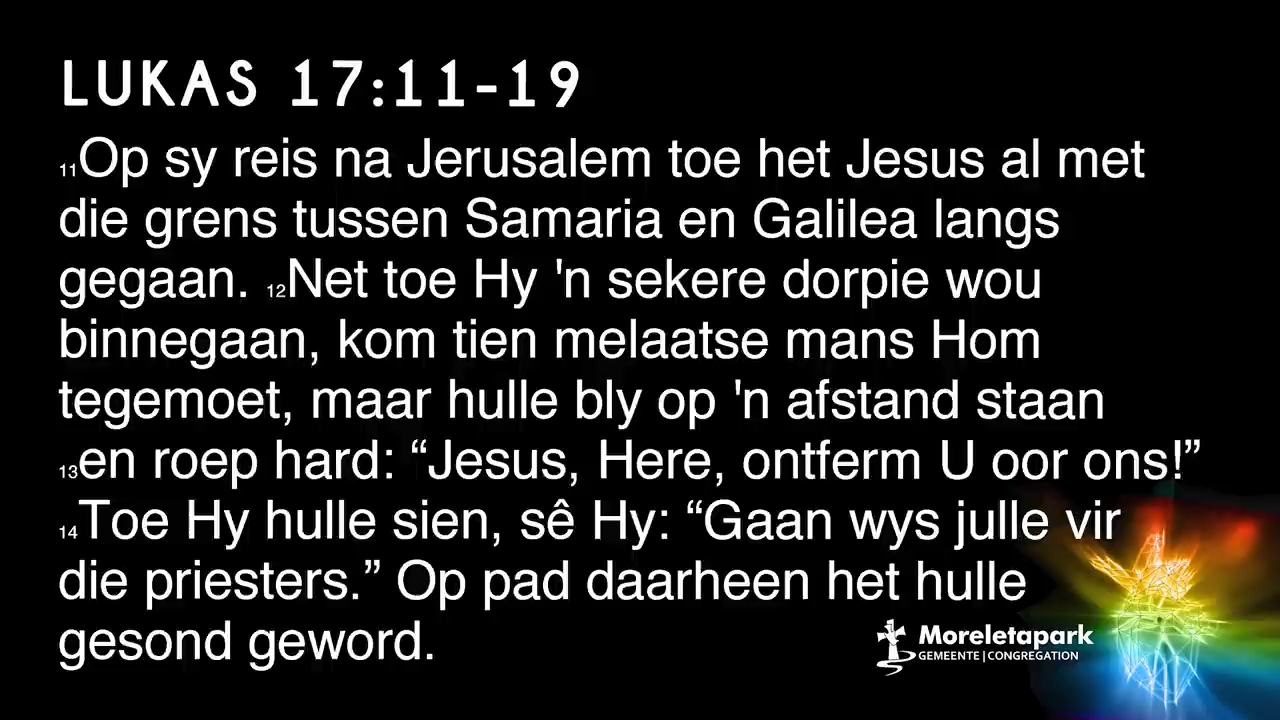 LUKAS 17:11-19
11Op sy reis na Jerusalem toe het Jesus al met
die grens tussen Samaria en Galilea langs
gegaan. 12Net toe Hy 'n sekere dorpie wou
binnegaan, kom tien melaatse mans Hom
tegemoet, maar hulle bly op 'n afstand staan
13en roep hard: “Jesus, Here, ontferm U oor ons!”
14Toe Hy hulle sien, sê Hy: “Gaan wys julle vir
die priesters.” Op pad daarheen het hulle
gesond geword.
Moreletapark
GEMEENTE | CONGREGATION